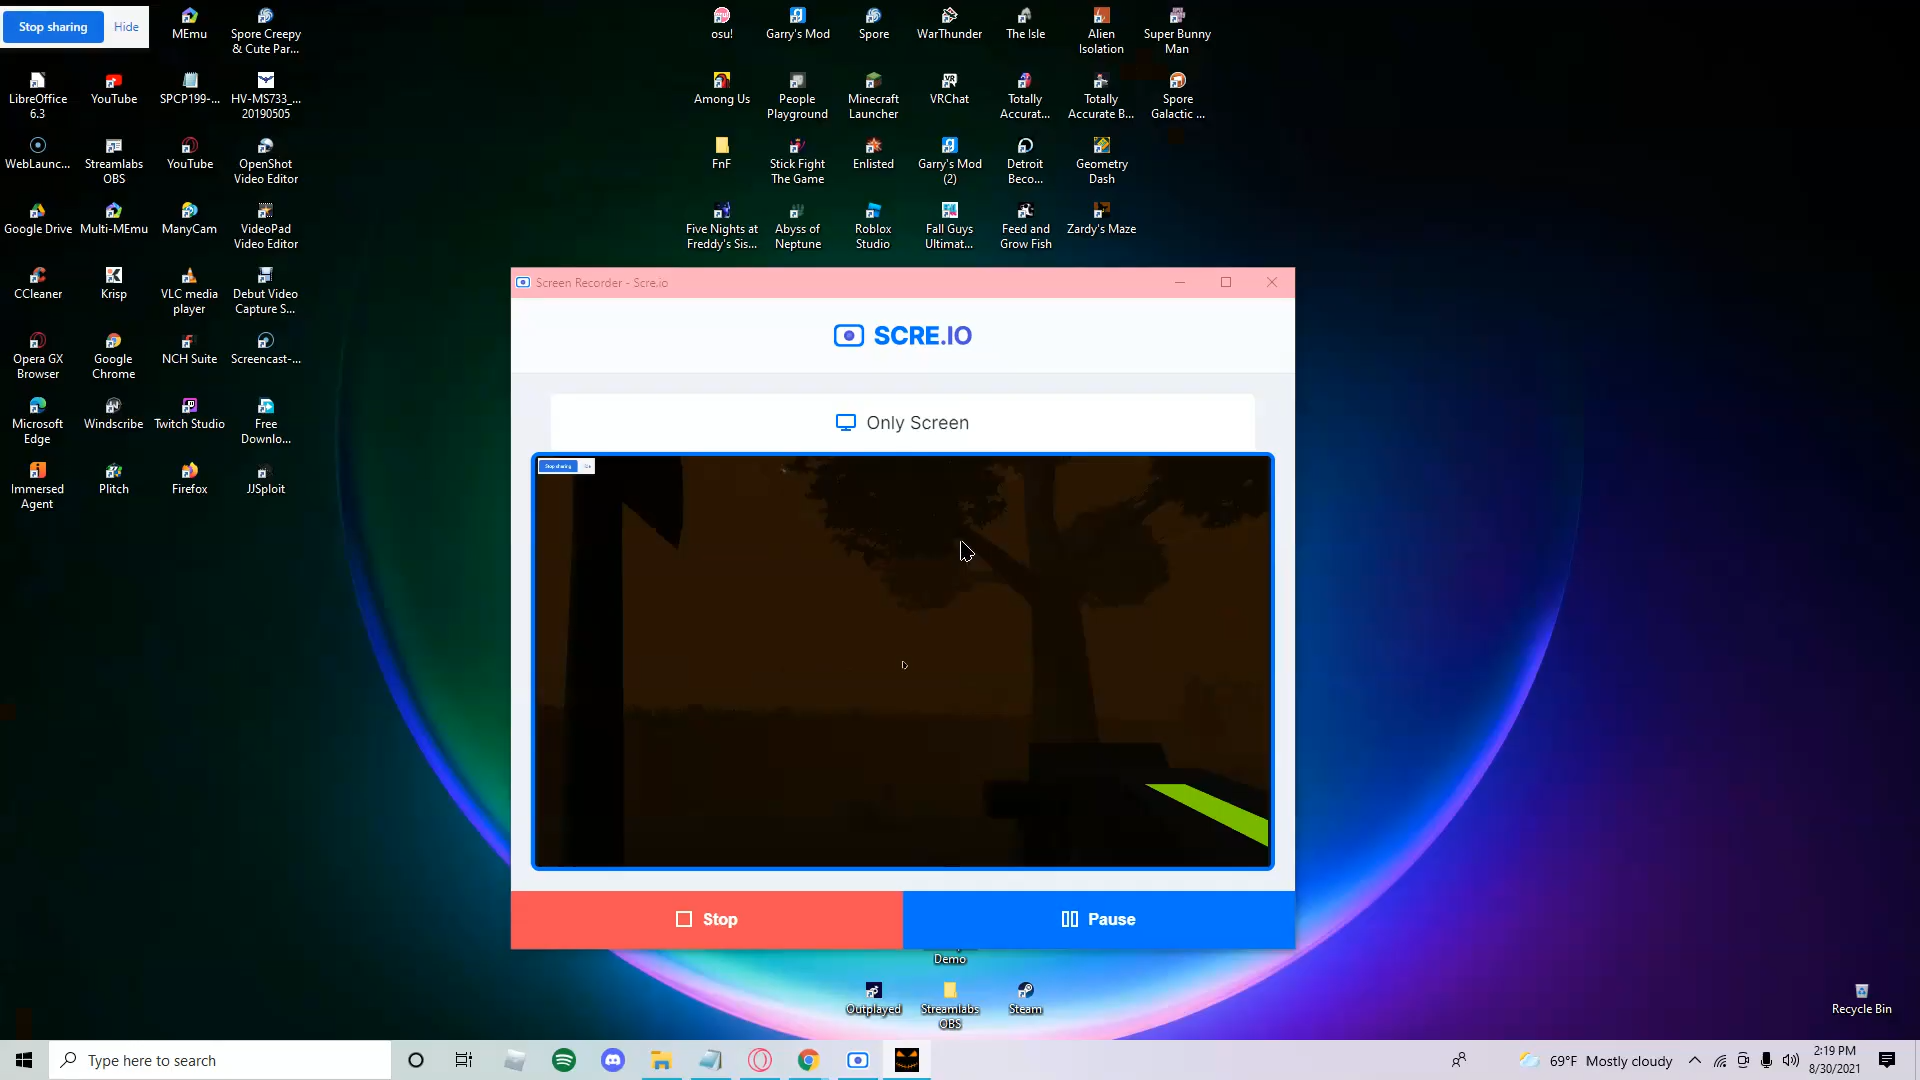 Stop sharing
Hide
MEmu
Spore Creepy
& Cute Par...
LibreOffice
6.3
YouTube
SPCP199-...
HV-MS733_...
20190505
WebLaunc...
Streamlabs
OBS
YouTube
OpenShot
Video Editor
Google Drive
Multi-MEmu
ManyCam
VideoPad
Video Editor
CCleaner
Krisp
VLC media
player
Debut Video
Capture S...
Opera GX
Browser
Google
Chrome
NCH Suite
Screencast-...
Microsoft
Edge
Windscribe
Twitch Studio
Free
Downlo...
Immersed
Agent
Plitch
Firefox
JJSploit
osu!
Garry's Mod
Spore
WarThunder
The Isle
Alien
Isolation
Super Bunny
Man
Among Us
People
Playground
Minecraft
Launcher
VRChat
Totally
Accurat...
Totally
Accurate B...
Spore
Galactic ...
FnF
Stick Fight
The Game
Enlisted
Garry's Mod
(2)
Detroit
Beco...
Geometry
Dash
Five Nights at
Freddy's Sis...
Abyss of
Neptune
Roblox
Studio
Fall Guys
Ultimat...
Feed and
Grow Fish
Zardy's Maze
Screen Recorder - Scre.io
SCRE.IO
Only Screen
Stop sharing
Stop
Pause
Demo
Outplayed
Streamlabs
OBS
Steam
Recycle Bin
Type here to search
69°F Mostly cloudy
2:19 PM
8/30/2021